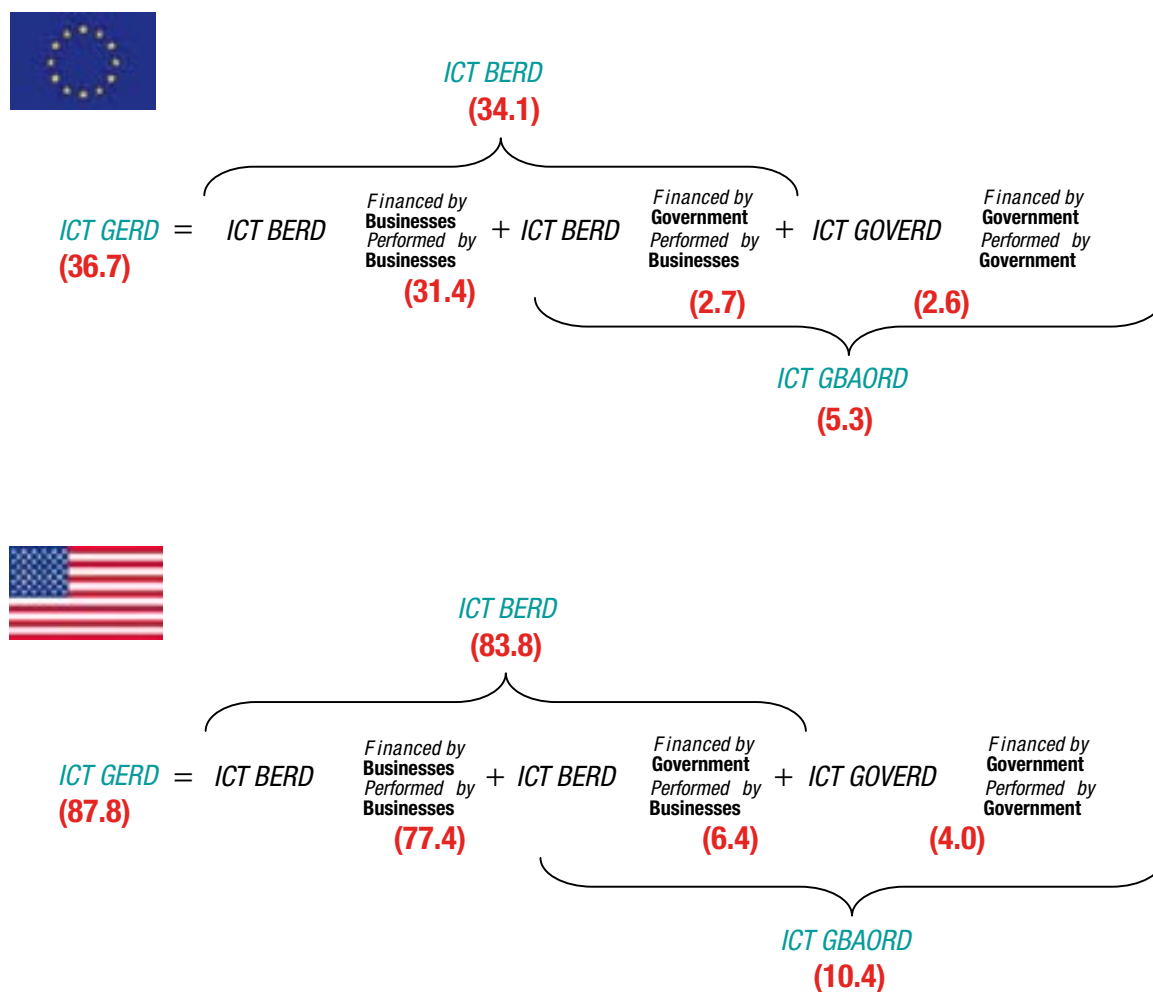 ICT BERD
(34.1)
ICT GERD = ICT BERD Financed by Businesses Performed by Businesses + ICT BERD Financed by Government Performed by Businesses + ICT GOVERD Financed by Government Performed by Government
(36.7) (31.4) (2.7) (2.6)
ICT GBAORD
(5.3)
ICT BERD
(83.8)
ICT GERD = ICT BERD Financed by Businesses Performed by Businesses + ICT BERD Financed by Government Performed by Businesses + ICT GOVERD Financed by Government Performed by Government
(87.8) (77.4) (6.4) (4.0)
ICT GBAORD
(10.4)